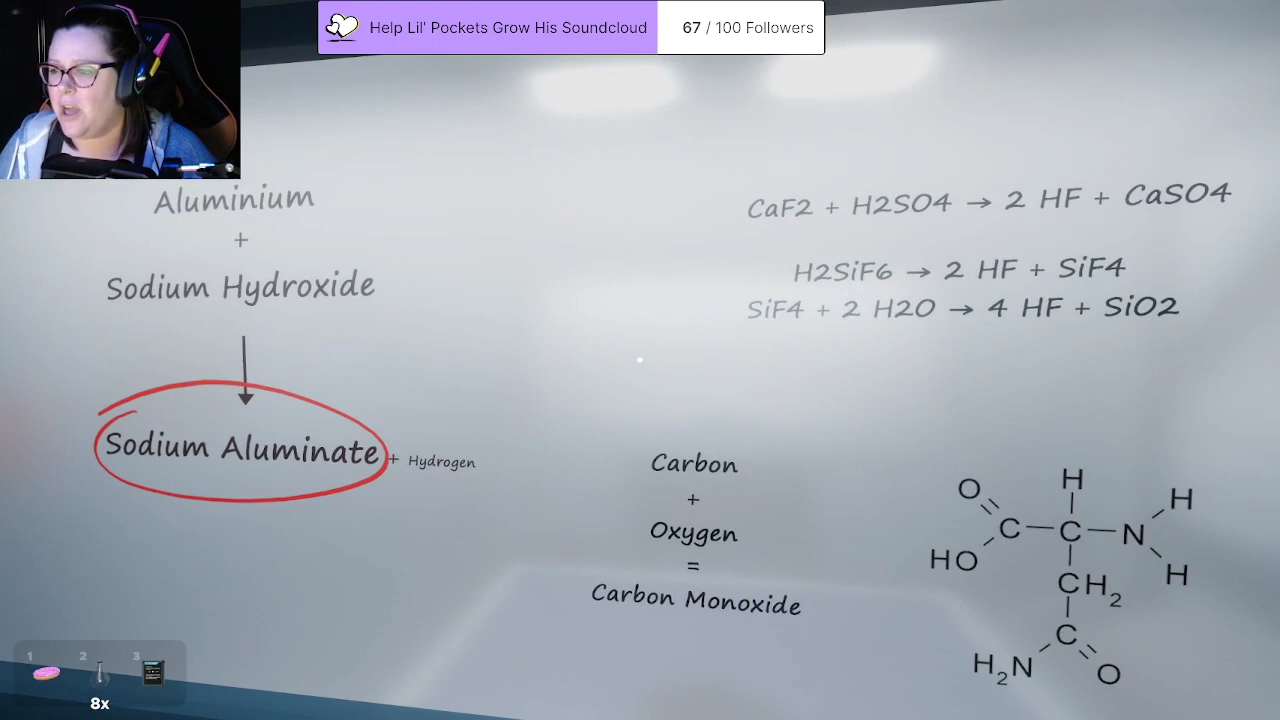 Help Lil' Pockets Grow His Soundcloud 67 / 100 Followers
Aluminium
+
Sodium Hydroxide
Sodium Aluminate + Hydrogen
CaF2 + H2SO4 → 2 HF + CaSO4
H2SiF6 → 2 HF + SiF4
SiF4 + 2 H2O → 4 HF + SiO2
Carbon
+
Oxygen
=
Carbon Monoxide
H
O H
C C N
HO H
CH2
C
H2N O
1 2 3
8x